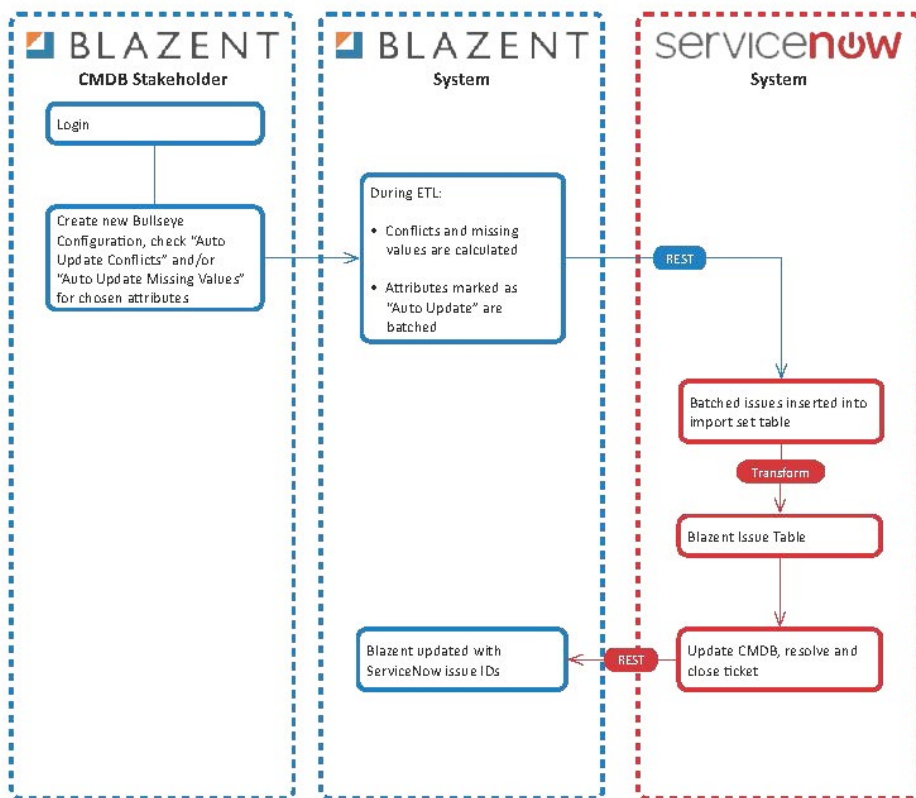 BLAZENT
CMDB Stakeholder
Login
Create new Bullseye
Configuration, check “Auto
Update Conflicts” and/or
“Auto Update Missing Values”
for chosen attributes
BLAZENT
System
During ETL:
• Conflicts and missing
values are calculated
• Attributes marked as
“Auto Update” are
batched
REST
servicenow
System
Batched issues inserted into
import set table
Transform
Blazent Issue Table
Update CMDB, resolve and
close ticket
REST
Blazent updated with
ServiceNow issue IDs